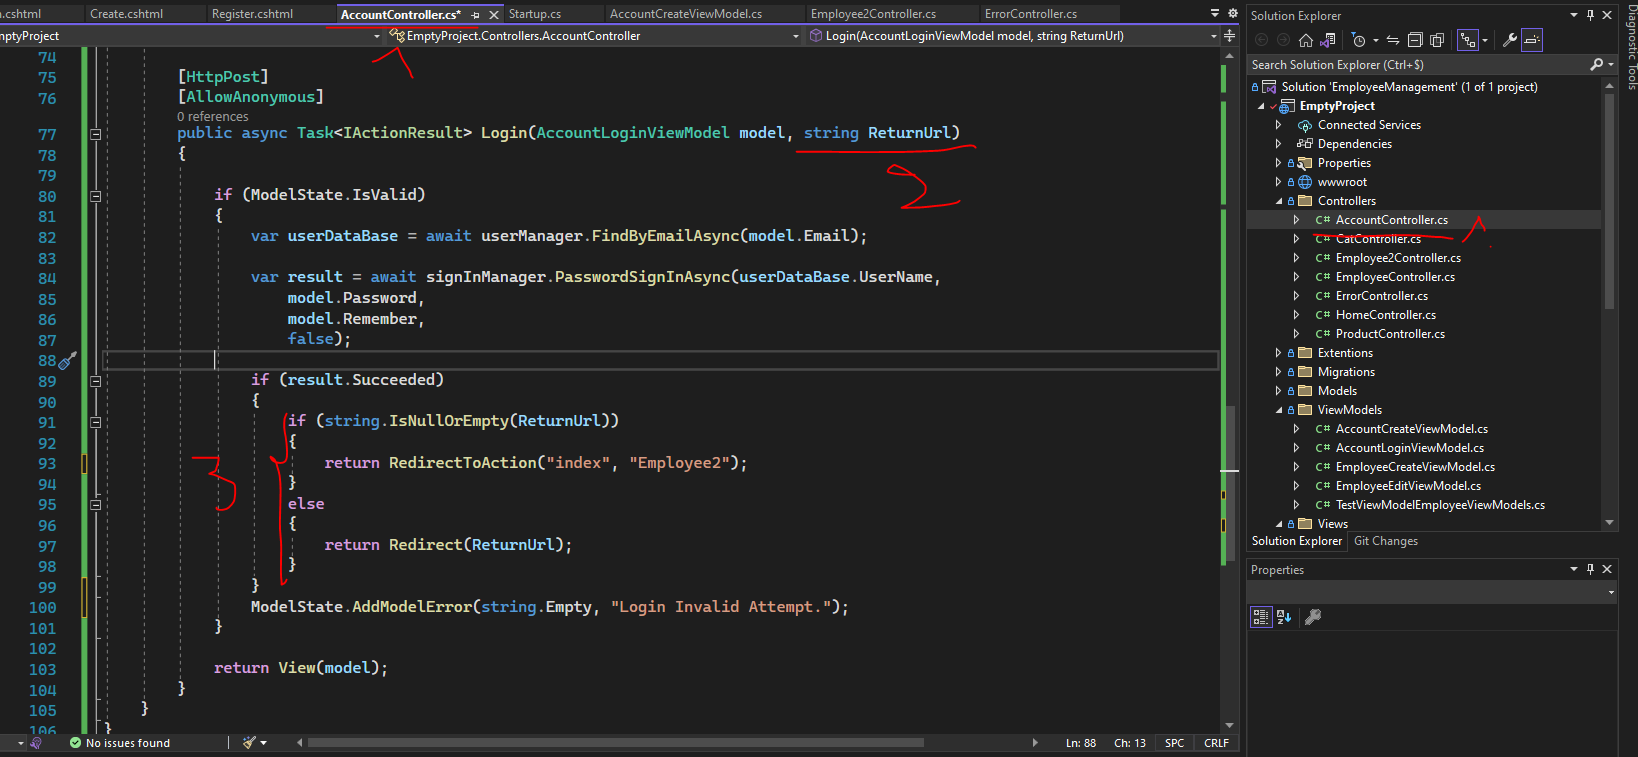 Create.cshtml
Register.cshtml
AccountController.cs*
Startup.cs
AccountCreateViewModel.cs
Employee2Controller.cs
ErrorController.cs
EmptyProject.Controllers.AccountController
Login(AccountLoginViewModel model, string ReturnUrl)
74
75 [HttpPost]
76 [AllowAnonymous]
0 references
77 public async Task<IActionResult> Login(AccountLoginViewModel model, string ReturnUrl)
78 {
79
80 if (ModelState.IsValid)
81 {
82 var userDataBase = await userManager.FindByEmailAsync(model.Email);
83
84 var result = await signInManager.PasswordSignInAsync(userDataBase.UserName,
85 model.Password,
86 model.Remember,
87 false);
88
89 if (result.Succeeded)
90 {
91 if (string.IsNullOrEmpty(ReturnUrl))
92 {
93 return RedirectToAction("index", "Employee2");
94 }
95 else
96 {
97 return Redirect(ReturnUrl);
98 }
99 }
100 ModelState.AddModelError(string.Empty, "Login Invalid Attempt.");
101 }
102
103 return View(model);
104 }
105 }
106 }
2
3
No issues found
Ln: 88
Ch: 13
SPC
CRLF
Solution Explorer
Search Solution Explorer (Ctrl+$)
Solution 'EmployeeManagement' (1 of 1 project)
EmptyProject
Connected Services
Dependencies
Properties
wwwroot
Controllers
C# AccountController.cs
C# CatController.cs
C# Employee2Controller.cs
C# EmployeeController.cs
C# ErrorController.cs
C# HomeController.cs
C# ProductController.cs
Extentions
Migrations
Models
ViewModels
C# AccountCreateViewModel.cs
C# AccountLoginViewModel.cs
C# EmployeeCreateViewModel.cs
C# EmployeeEditViewModel.cs
C# TestViewModelEmployeeViewModels.cs
Views
Solution Explorer
Git Changes
Properties
Diagnostic Tools